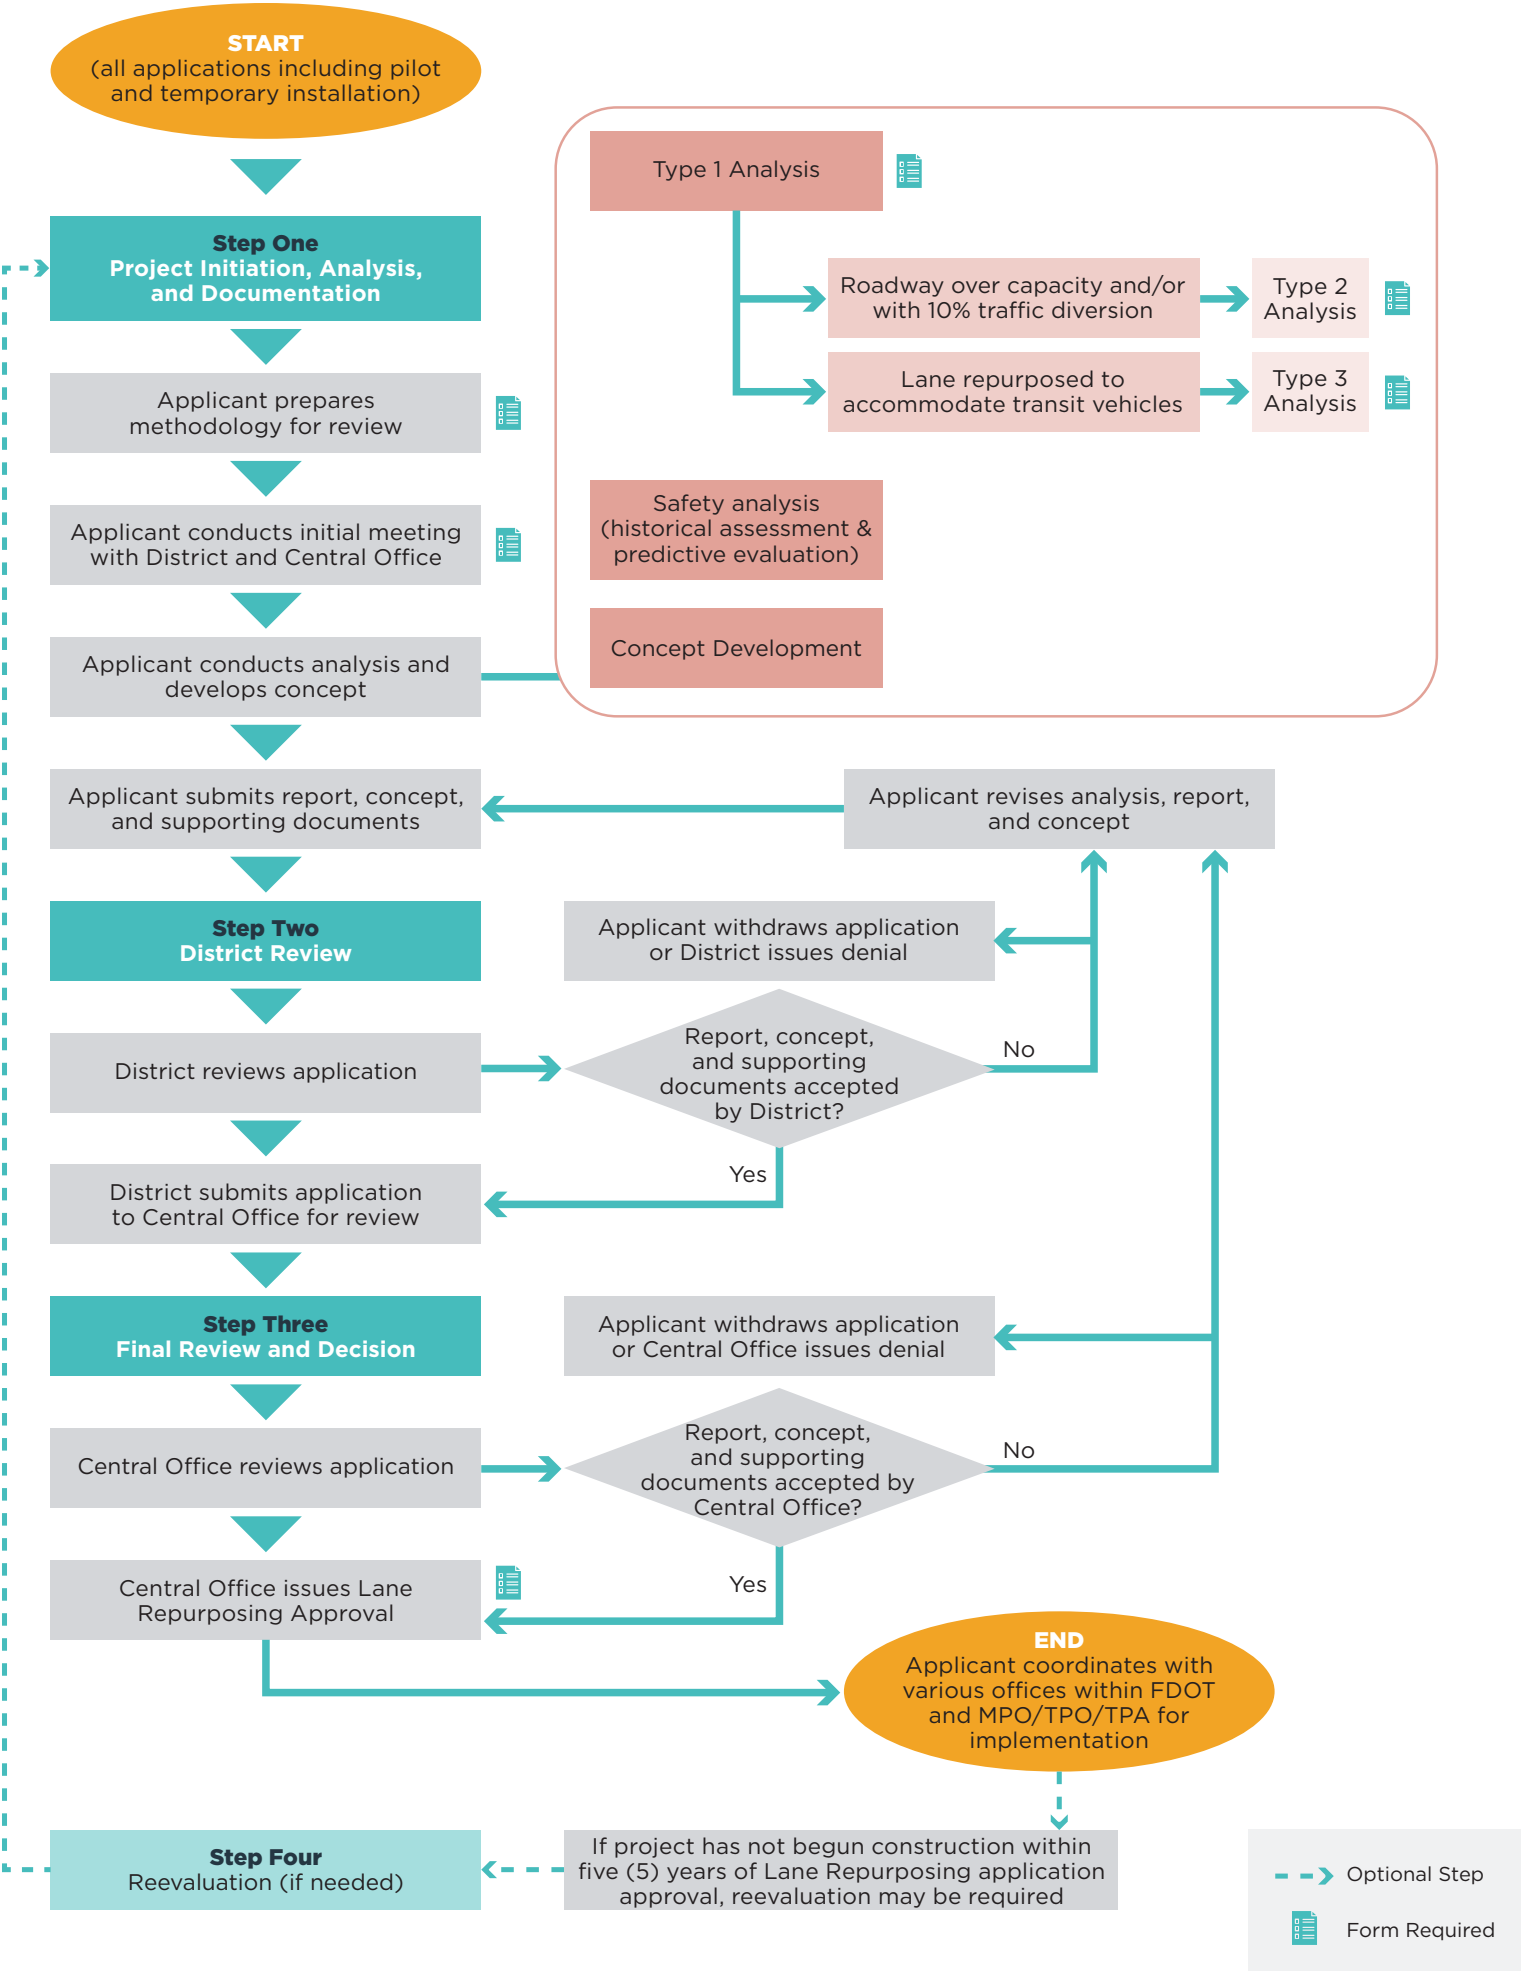 START
(all applications including pilot
and temporary installation)
Step One
Project Initiation, Analysis,
and Documentation
Applicant prepares
methodology for review
Applicant conducts initial meeting
with District and Central Office
Applicant conducts analysis and
develops concept
Type 1 Analysis
Roadway over capacity and/or
with 10% traffic diversion
Type 2
Analysis
Lane repurposed to
accommodate transit vehicles
Type 3
Analysis
Safety analysis
(historical assessment &
predictive evaluation)
Concept Development
Applicant submits report, concept,
and supporting documents
Applicant revises analysis, report,
and concept
Step Two
District Review
Applicant withdraws application
or District issues denial
District reviews application
Report, concept,
and supporting
documents accepted
by District?
No
Yes
District submits application
to Central Office for review
Step Three
Final Review and Decision
Applicant withdraws application
or Central Office issues denial
Central Office reviews application
Report, concept,
and supporting
documents accepted by
Central Office?
No
Yes
Central Office issues Lane
Repurposing Approval
END
Applicant coordinates with
various offices within FDOT
and MPO/TPO/TPA for
implementation
Step Four
Reevaluation (if needed)
If project has not begun construction within
five (5) years of Lane Repurposing application
approval, reevaluation may be required
Optional Step
Form Required